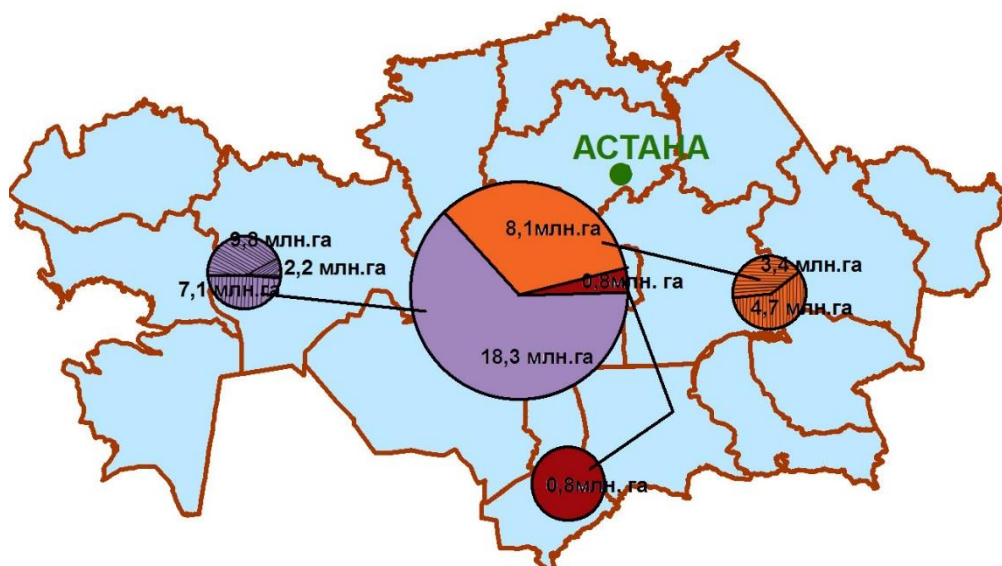 АСТАНА
8,1млн.га
9,8 млн.га
2,2 млн.га
7,1 млн.га
0,8млн. га
3,4 млн.га
4,7 млн.га
18,3 млн.га
0,8млн. га